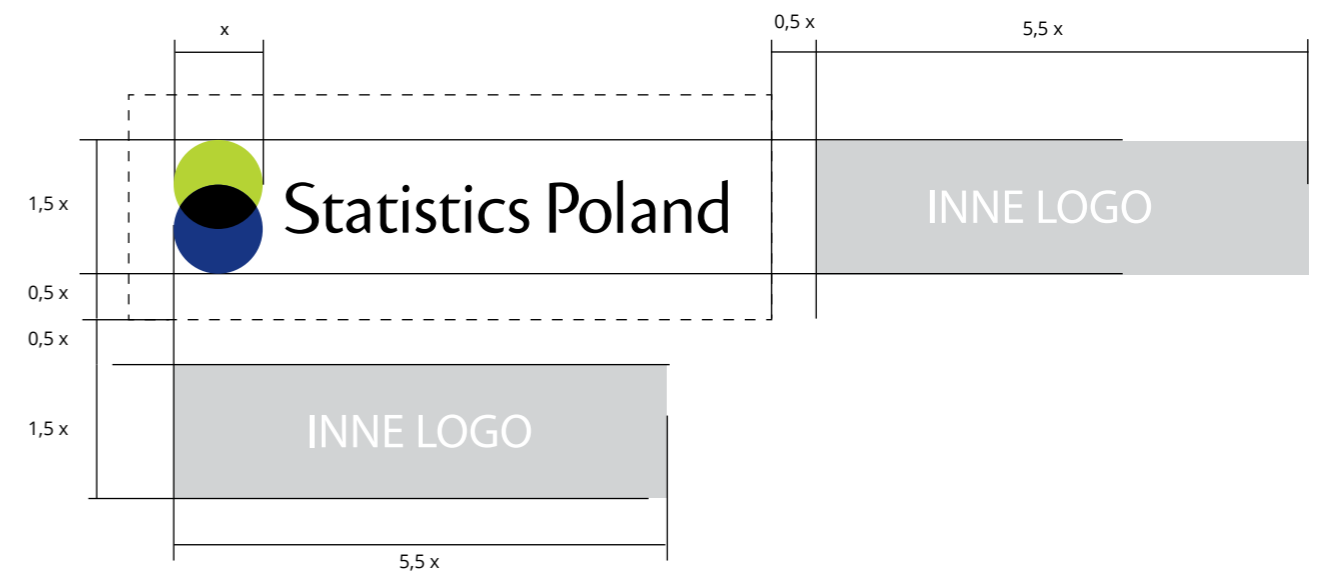 x
0,5 x
5,5 x
1,5 x
Statistics Poland
INNE LOGO
0,5 x
0,5 x
1,5 x
INNE LOGO
5,5 x